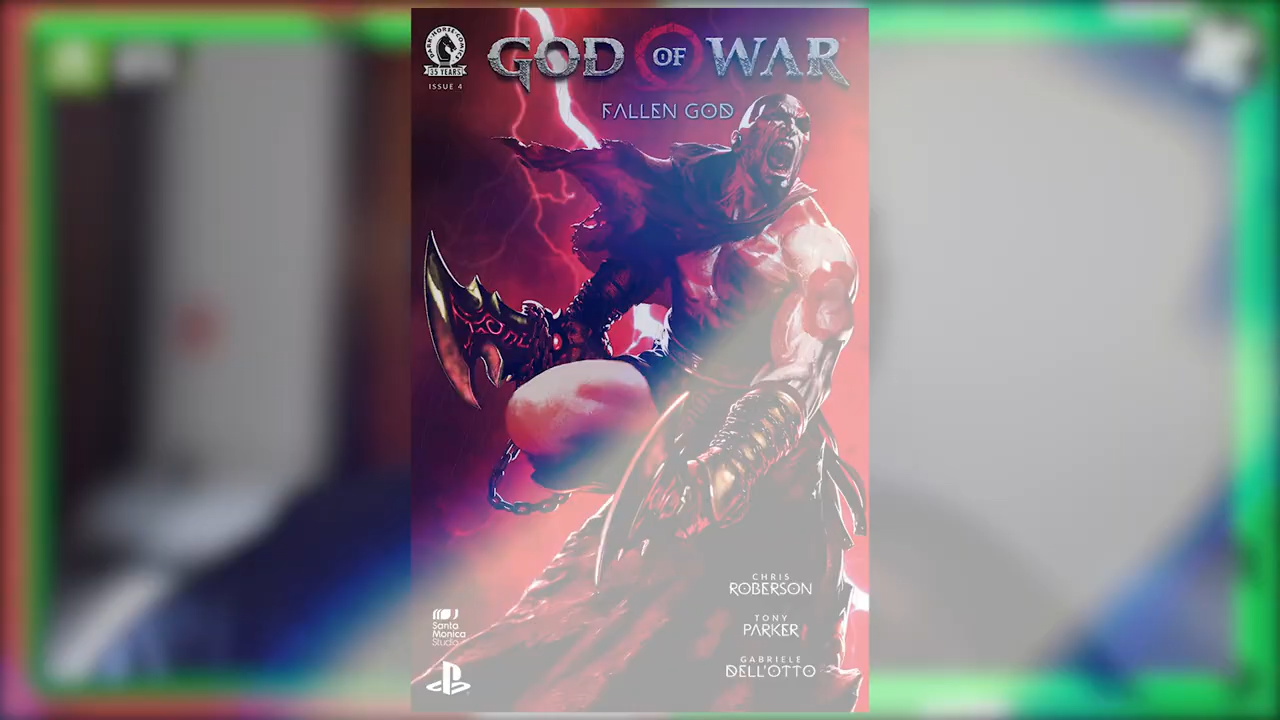 DARK HORSE COMICS
35 YEARS
ISSUE 4
GOD OF WAR
FALLEN GOD
CHRIS
ROBERSON
TONY
PARKER
GABRIELE
DELL'OTTO
Santa
Monica
Studio